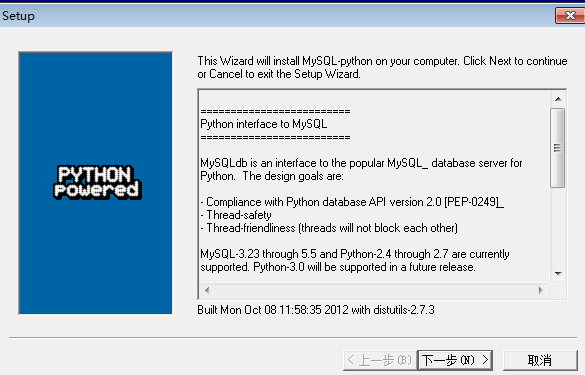 Setup
This Wizard will install MySQL-python on your computer. Click Next to continue
or Cancel to exit the Setup Wizard.
=========================
Python interface to MySQL
=========================
MySQLdb is an interface to the popular MySQL_ database server for
Python.  The design goals are:
- Compliance with Python database API version 2.0 [PEP-0249]_
- Thread-safety
- Thread-friendliness (threads will not block each other)
MySQL-3.23 through 5.5 and Python-2.4 through 2.7 are currently
supported. Python-3.0 will be supported in a future release.
PYTHON
powered
Built Mon Oct 08 11:58:35 2012 with distutils-2.7.3
< 上一步(B) 下一步(N) > 取消